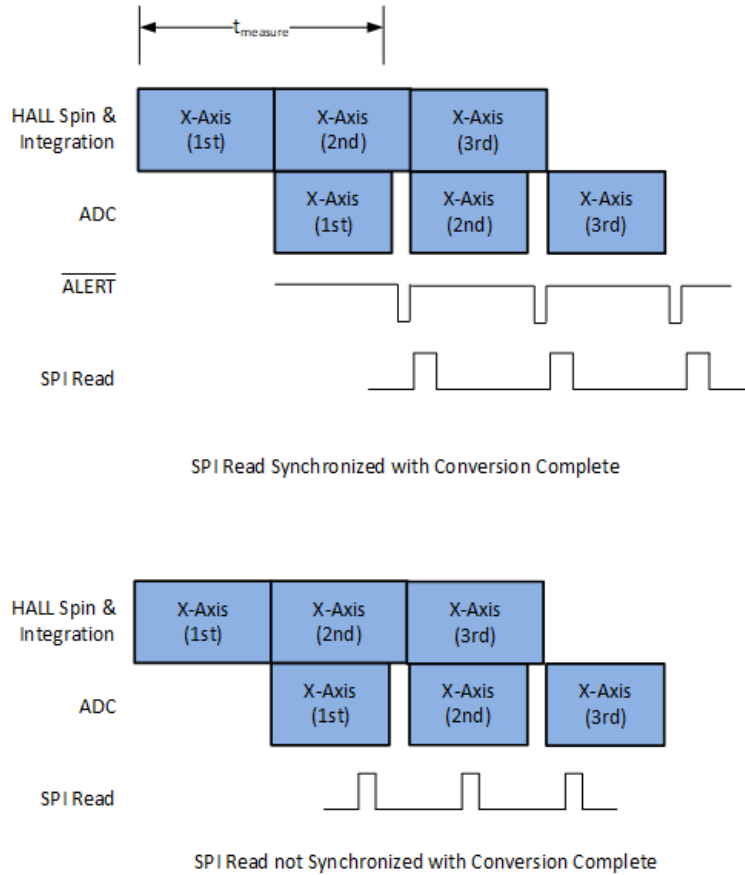 tmeasure
HALL Spin &
Integration
X-Axis
(1st)
X-Axis
(2nd)
X-Axis
(3rd)
ADC
X-Axis
(1st)
X-Axis
(2nd)
X-Axis
(3rd)
ALERT
SPI Read
SPI Read Synchronized with Conversion Complete
HALL Spin &
Integration
X-Axis
(1st)
X-Axis
(2nd)
X-Axis
(3rd)
ADC
X-Axis
(1st)
X-Axis
(2nd)
X-Axis
(3rd)
SPI Read
SPI Read not Synchronized with Conversion Complete